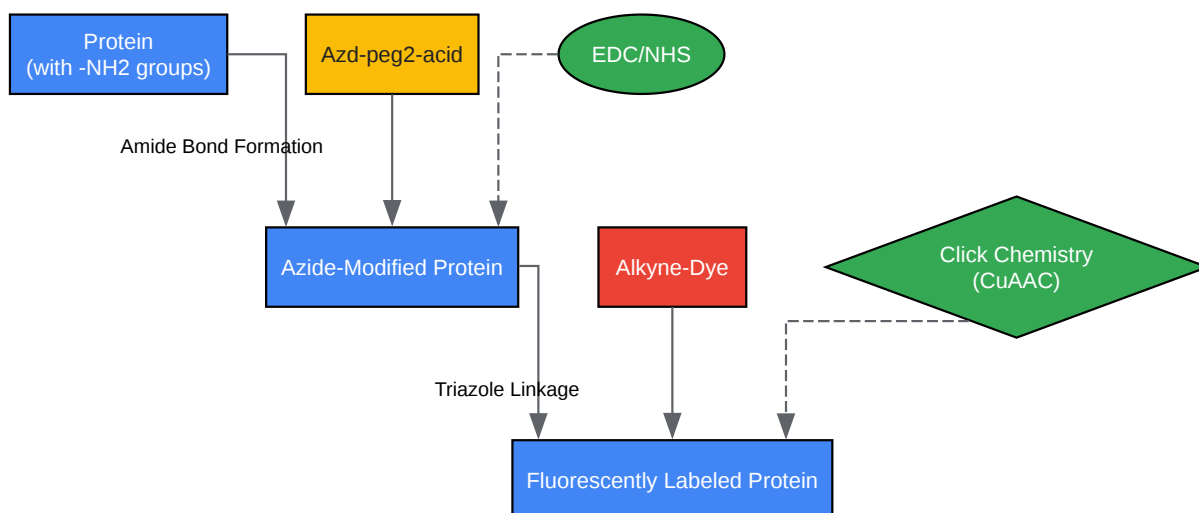 Protein
(with -NH2 groups)
Azd-peg2-acid
EDC/NHS
Amide Bond Formation
Azide-Modified Protein
Alkyne-Dye
Click Chemistry
(CuAAC)
Triazole Linkage
Fluorescently Labeled Protein